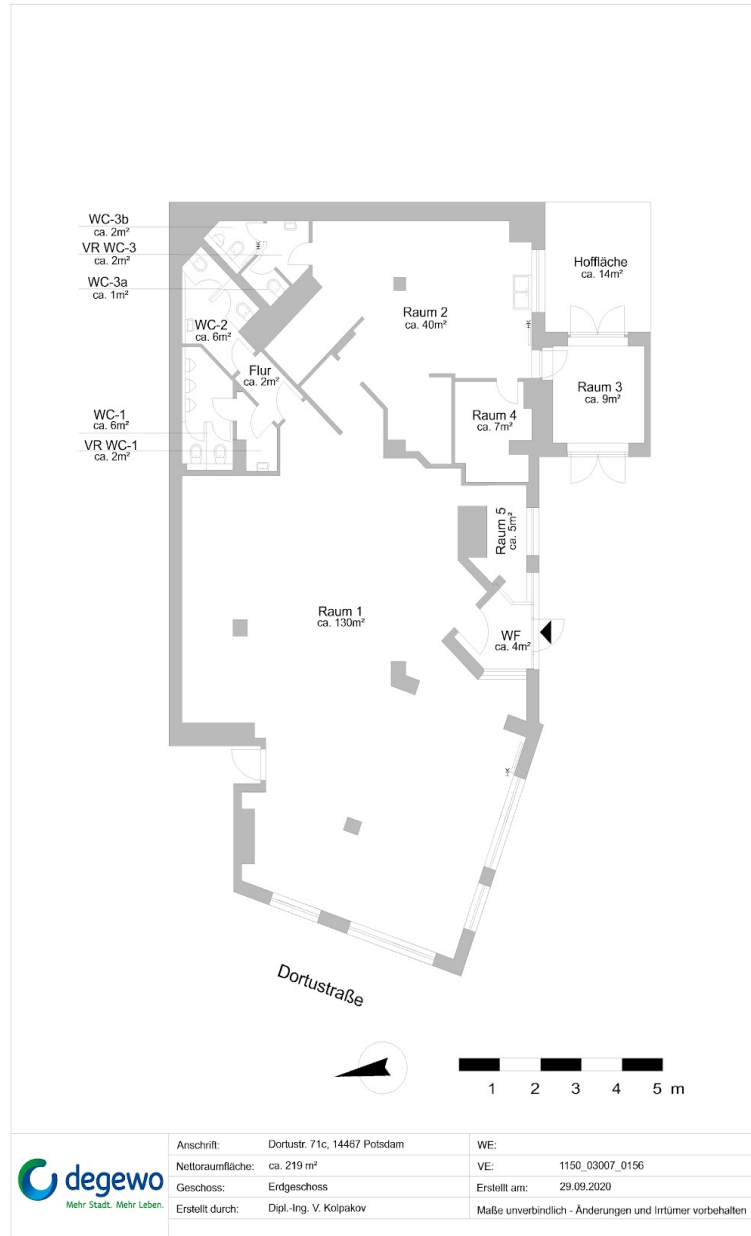 WC-3b
ca. 2m²
VR WC-3
ca. 2m²
WC-3a
ca. 1m²
HK
Raum 2
ca. 40m²
Hoffläche
ca. 14m²
WC-2
ca. 6m²
HK
Flur
ca. 2m²
Raum 3
ca. 9m²
Raum 4
ca. 7m²
WC-1
ca. 6m²
VR WC-1
ca. 2m²
Raum 5
ca. 5m²
Raum 1
ca. 130m²
WF
ca. 4m²
HK
Dortustraße
1 2 3 4 5 m
degewo
Mehr Stadt. Mehr Leben.
Anschrift: Dortustr. 71c, 14467 Potsdam
Nettoraumfläche: ca. 219 m²
Geschoss: Erdgeschoss
Erstellt durch: Dipl.-Ing. V. Kolpakov
WE:
VE: 1150_03007_0156
Erstellt am: 29.09.2020
Maße unverbindlich - Änderungen und Irrtümer vorbehalten